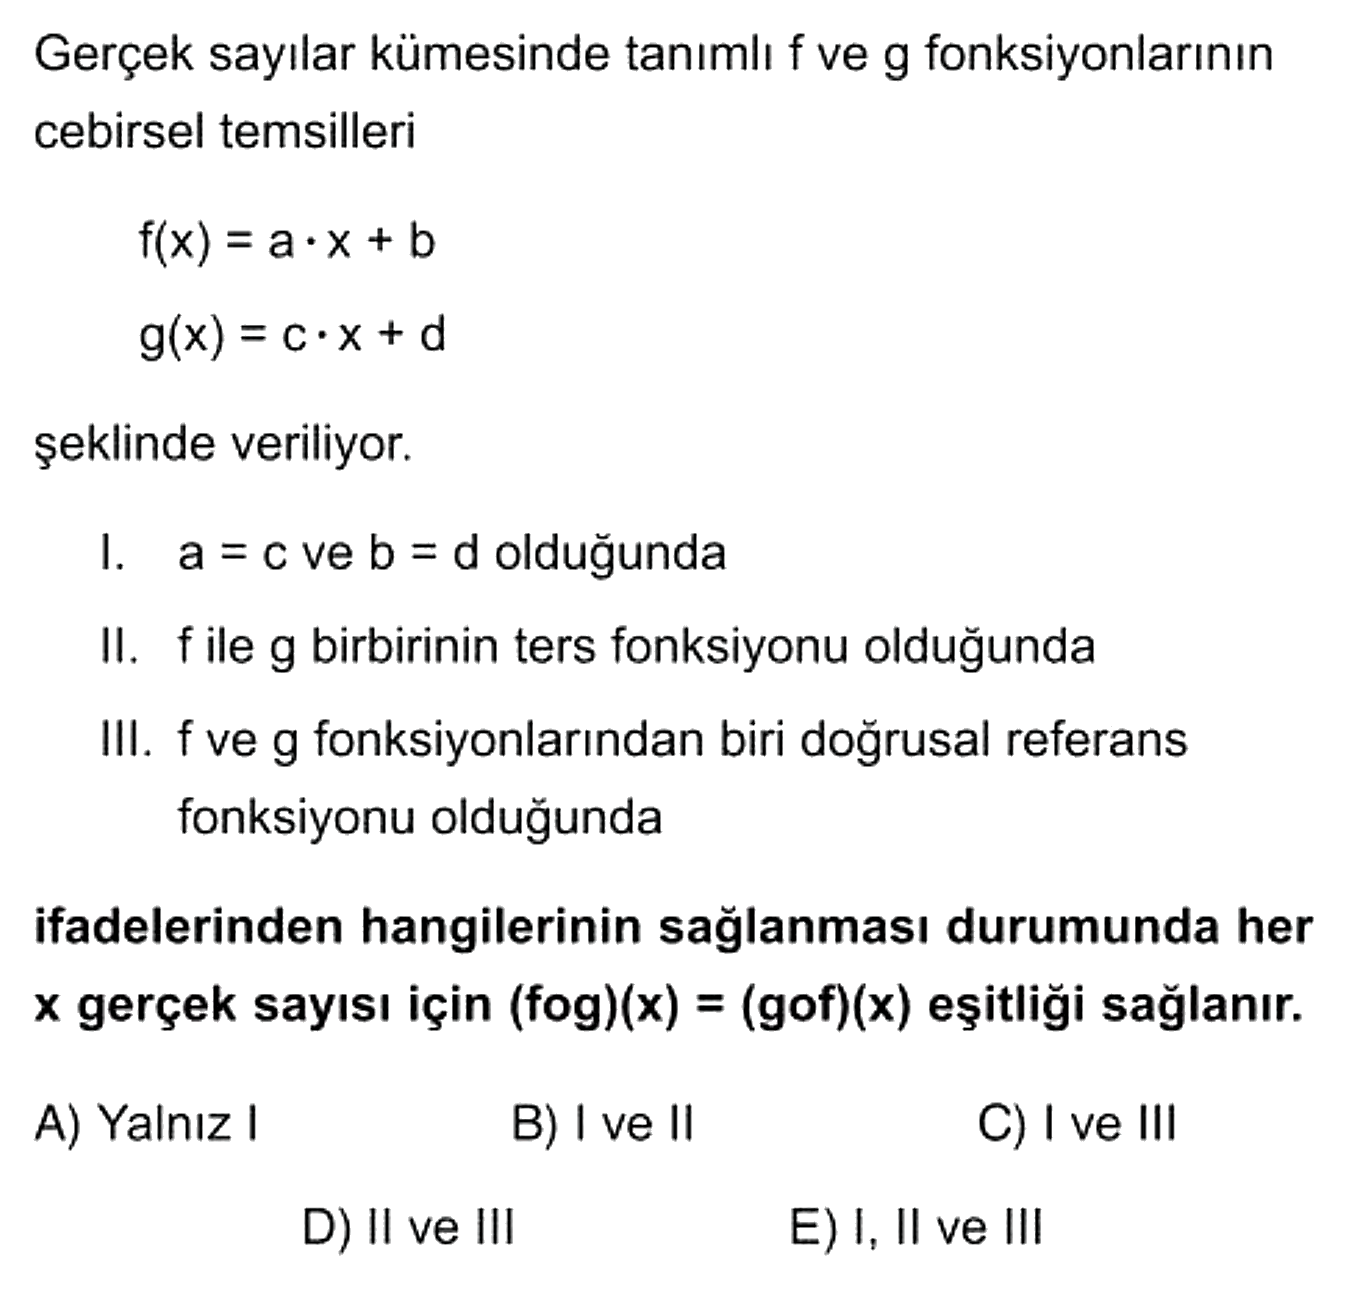 Gerçek sayılar kümesinde tanımlı f ve g fonksiyonlarının
cebirsel temsilleri
f(x) = a · x + b
g(x) = c · x + d
şeklinde veriliyor.
I. a = c ve b = d olduğunda
II. f ile g birbirinin ters fonksiyonu olduğunda
III. f ve g fonksiyonlarından biri doğrusal referans
fonksiyonu olduğunda
ifadelerinden hangilerinin sağlanması durumunda her
x gerçek sayısı için (fog)(x) = (gof)(x) eşitliği sağlanır.
A) Yalnız I B) I ve II C) I ve III
D) II ve III E) I, II ve III